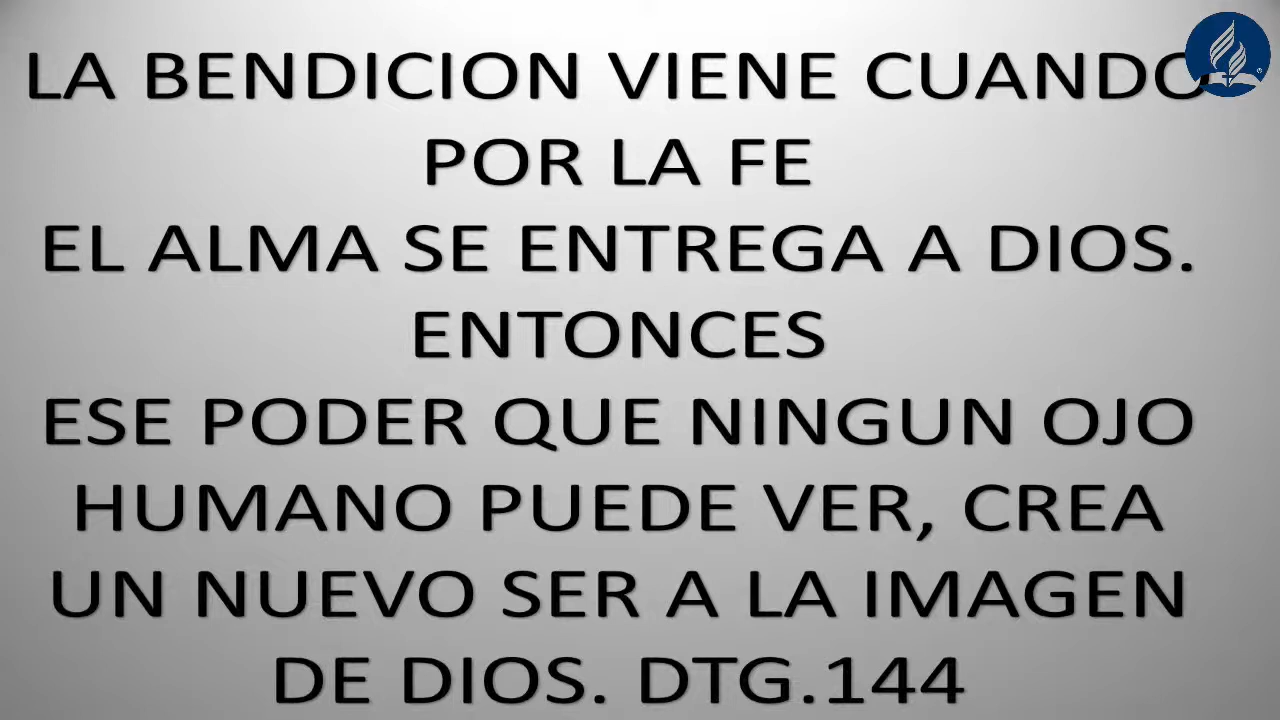 LA BENDICION VIENE CUANDO
POR LA FE
EL ALMA SE ENTREGA A DIOS.
ENTONCES
ESE PODER QUE NINGUN OJO
HUMANO PUEDE VER, CREA
UN NUEVO SER A LA IMAGEN
DE DIOS. DTG.144